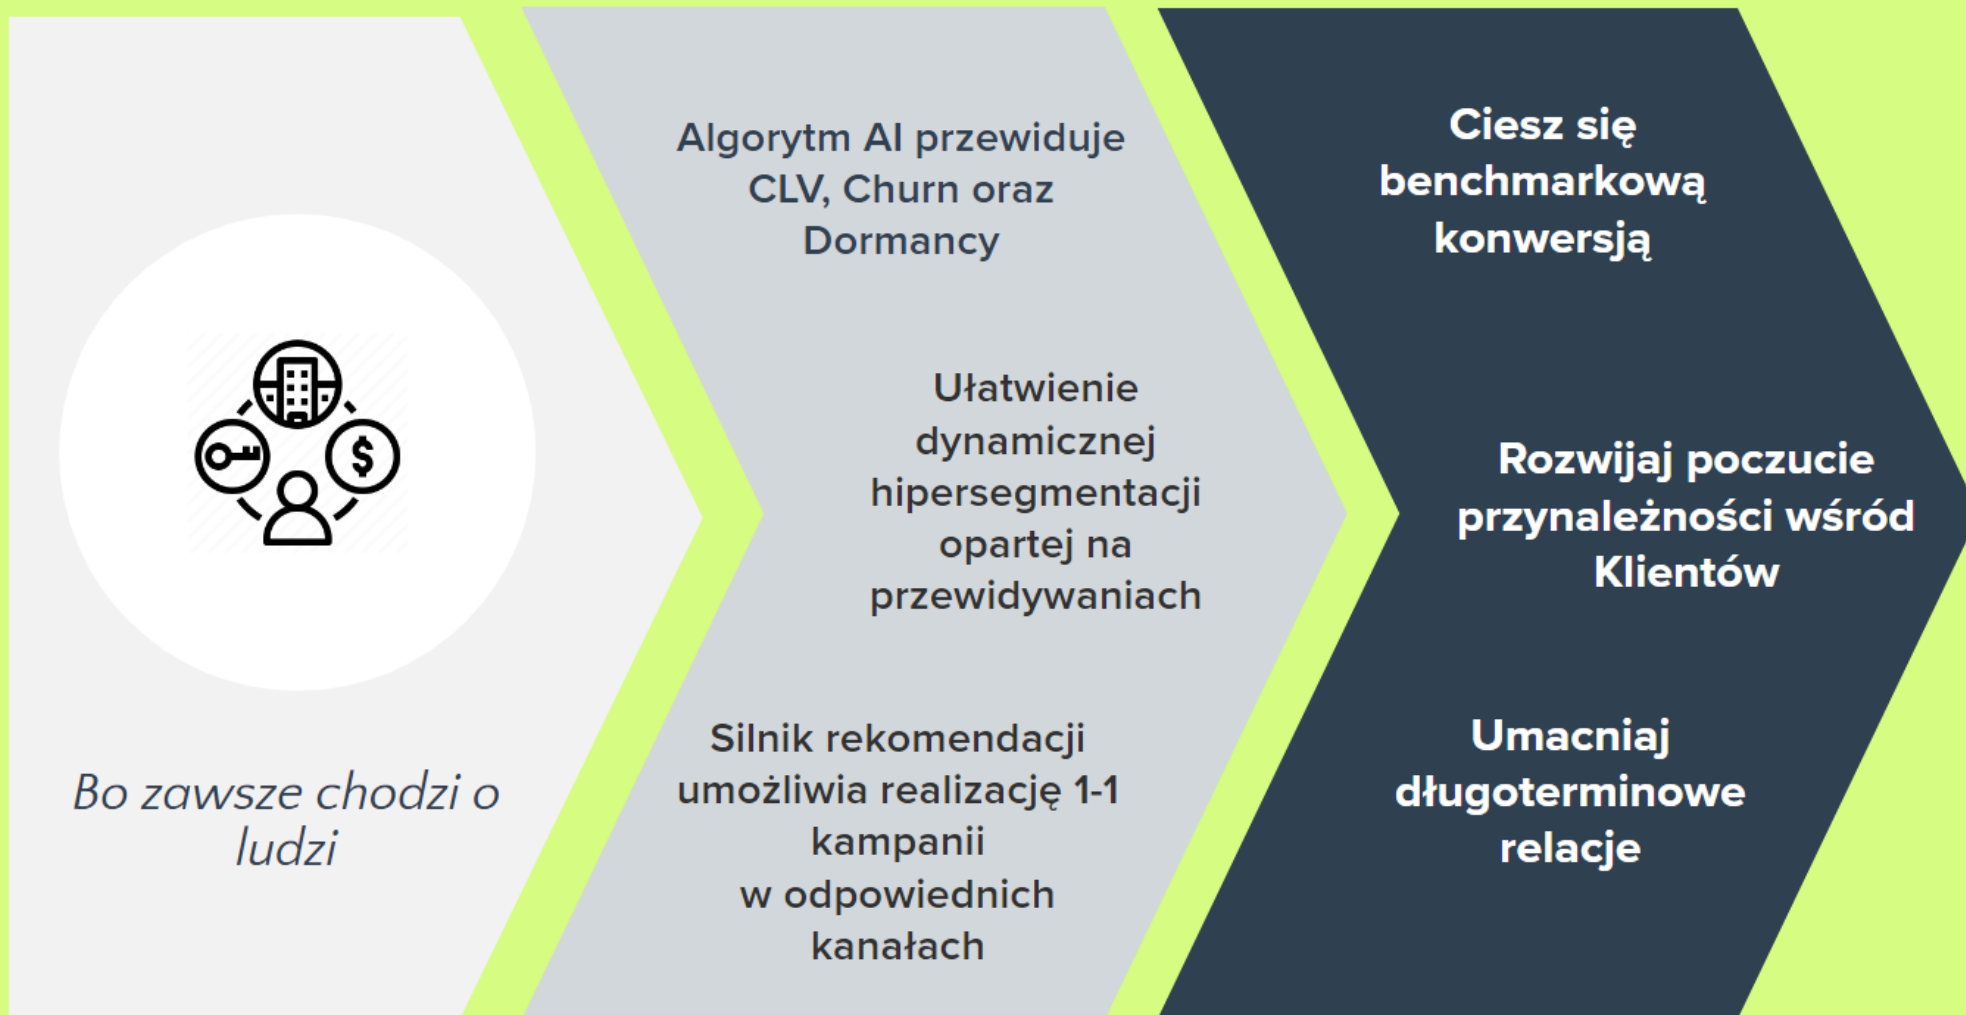 Bo zawsze chodzi o
ludzi
Algorytm AI przewiduje
CLV, Churn oraz
Dormancy
Ułatwienie
dynamicznej
hipersegmentacji
opartej na
przewidywaniach
Silnik rekomendacji
umożliwia realizację 1-1
kampanii
w odpowiednich
kanałach
Ciesz się
benchmarkową
konwersją
Rozwijaj poczucie
przynależności wśród
Klientów
Umacniaj
długoterminowe
relacje